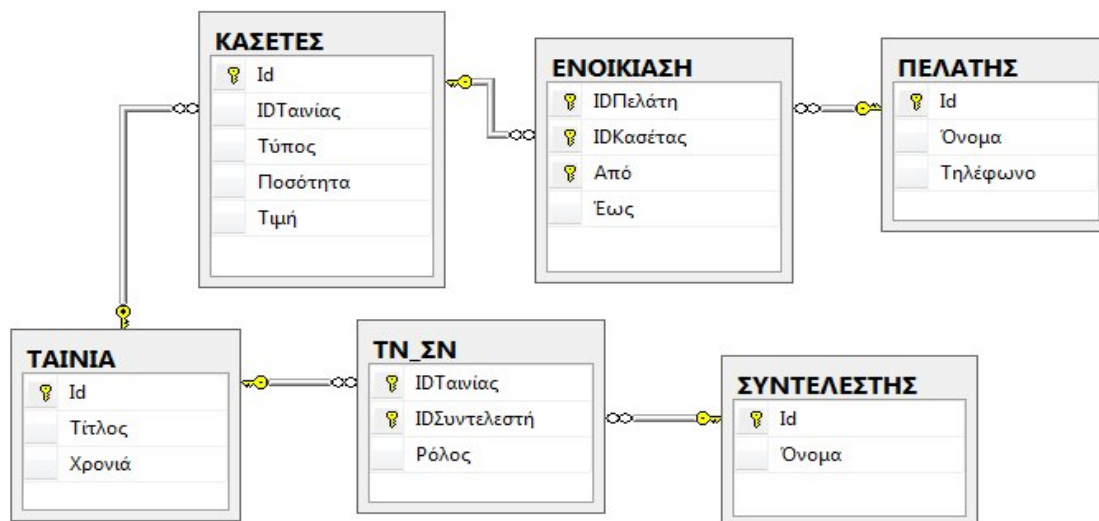 ΚΑΣΕΤΕΣ
Id
IDΤαινίας
Τύπος
Ποσότητα
Τιμή
ΕΝΟΙΚΙΑΣΗ
IDΠελάτη
IDΚασέτας
Από
Έως
ΠΕΛΑΤΗΣ
Id
Όνομα
Τηλέφωνο
ΤΑΙΝΙΑ
Id
Τίτλος
Χρονιά
ΤΝ_ΣΝ
IDΤαινίας
IDΣυντελεστή
Ρόλος
ΣΥΝΤΕΛΕΣΤΗΣ
Id
Όνομα